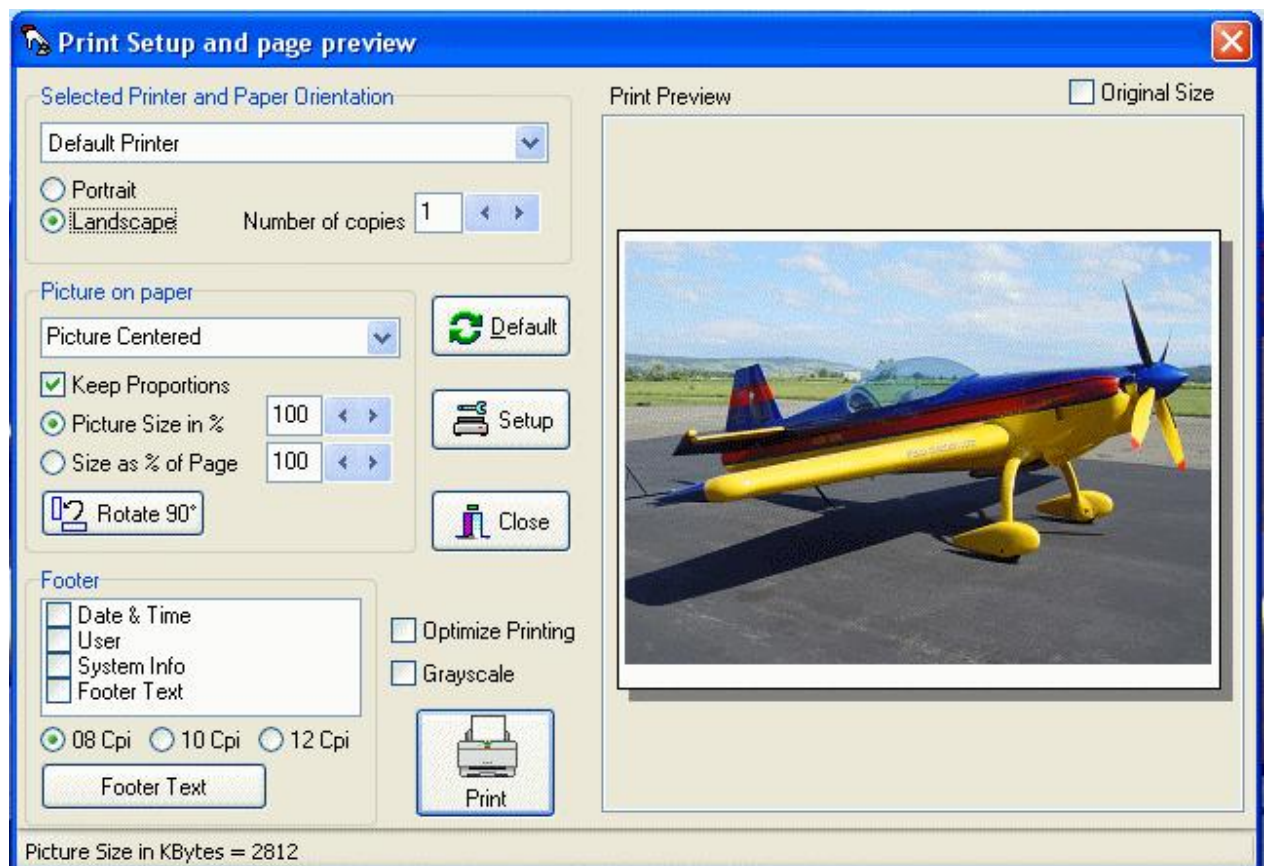 Print Setup and page preview
Selected Printer and Paper Orientation
Default Printer
Portrait
Landscape
Number of copies 1
Picture on paper
Picture Centered
Keep Proportions
Picture Size in % 100
Size as % of Page 100
Rotate 90°
Default
Setup
Close
Footer
Date & Time
User
System Info
Footer Text
08 Cpi 10 Cpi 12 Cpi
Footer Text
Optimize Printing
Grayscale
Print
Print Preview
Original Size
Picture Size in KBytes = 2812